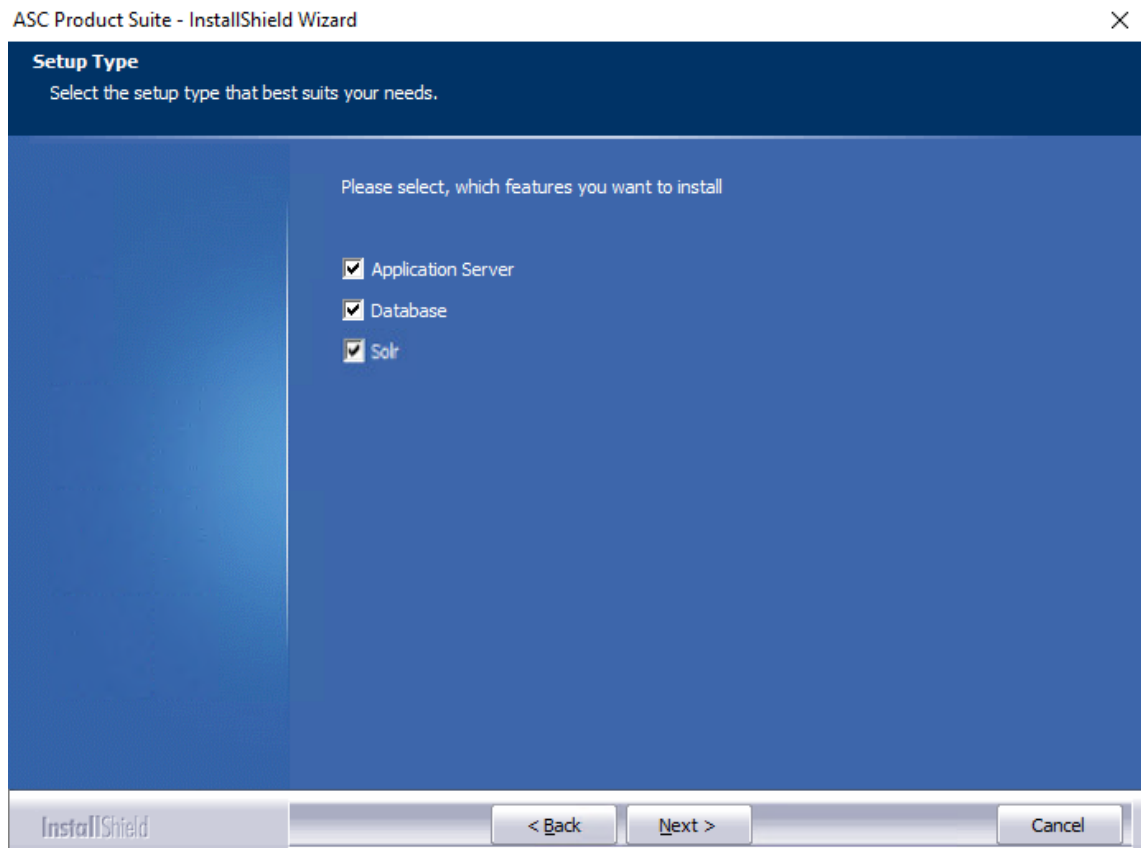 ASC Product Suite - InstallShield Wizard
Setup Type
Select the setup type that best suits your needs.
Please select, which features you want to install
Application Server
Database
Solr
InstallShield
< Back
Next >
Cancel